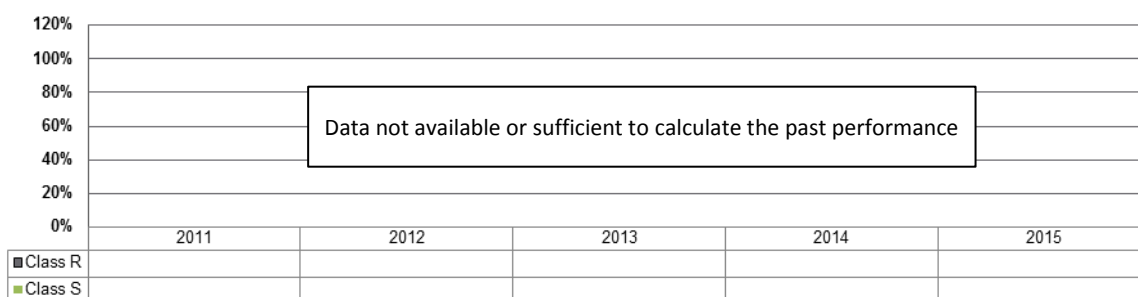 120%
100%
80%
Data not available or sufficient to calculate the past performance
60%
40%
20%
0%
2011 2012 2013 2014 2015
Class R
Class S